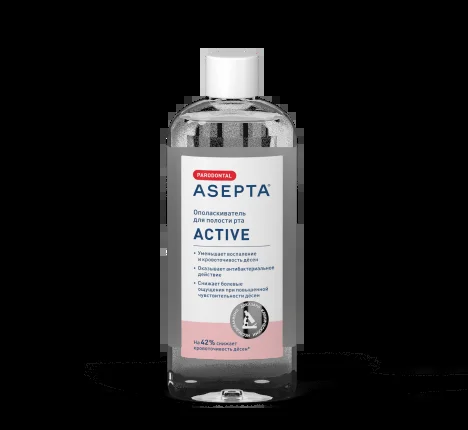 PARODONTAL
ASEPTA®
Ополаскиватель
для полости рта
ACTIVE
• Уменьшает воспаление
и кровоточивость дёсен
• Оказывает антибактериальное
действие
• Снижает болевые
ощущения при повышенной
чувствительности дёсен
На 42% снижает
кровоточивость дёсен*